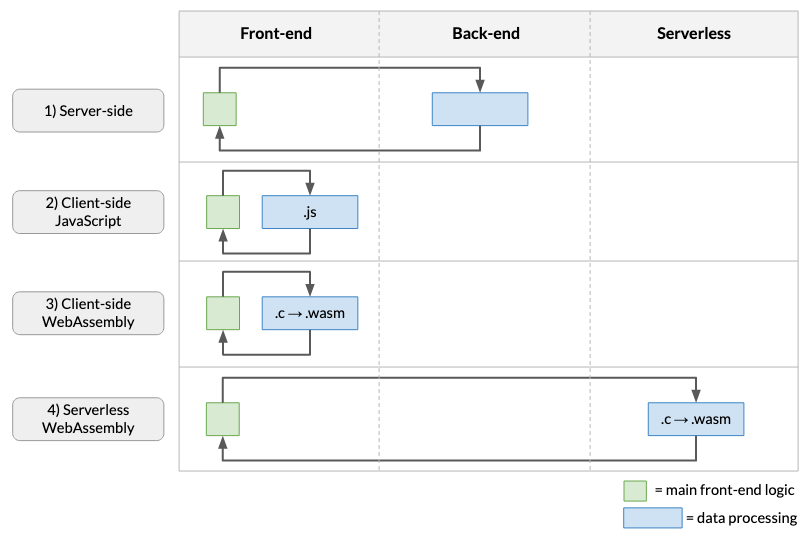 Front-end
Back-end
Serverless
1) Server-side
2) Client-side
JavaScript
.js
3) Client-side
WebAssembly
.c → .wasm
4) Serverless
WebAssembly
.c → .wasm
= main front-end logic
= data processing